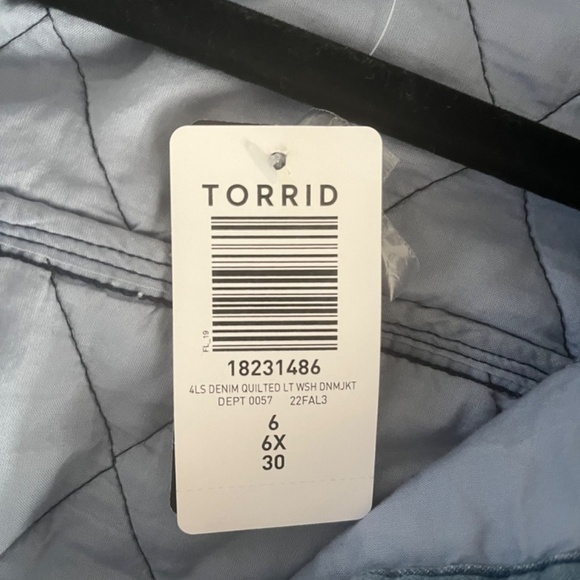 TORRID
FL_19
18231486
4LS DENIM QUILTED LT WSH DNMJKT
DEPT 0057 22FAL3
6
6X
30